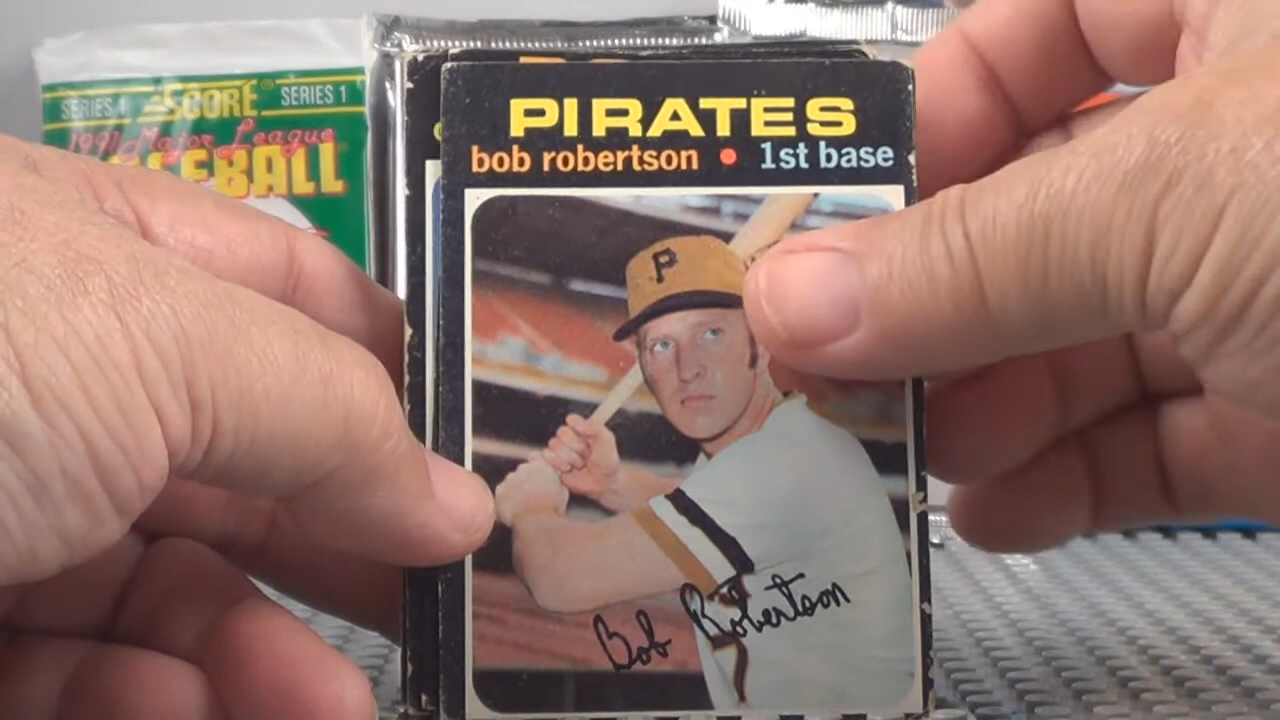 SERIES 1 SCORE SERIES 1
1991 Major League
BASEBALL
PIRATES
bob robertson • 1st base
P
Bob Robertson